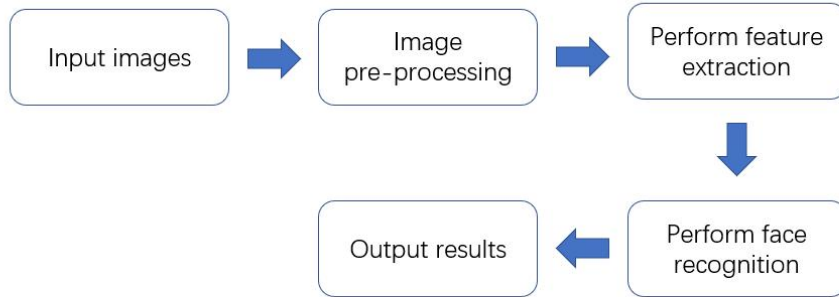 Input images
Image
pre-processing
Perform feature
extraction
Perform face
recognition
Output results